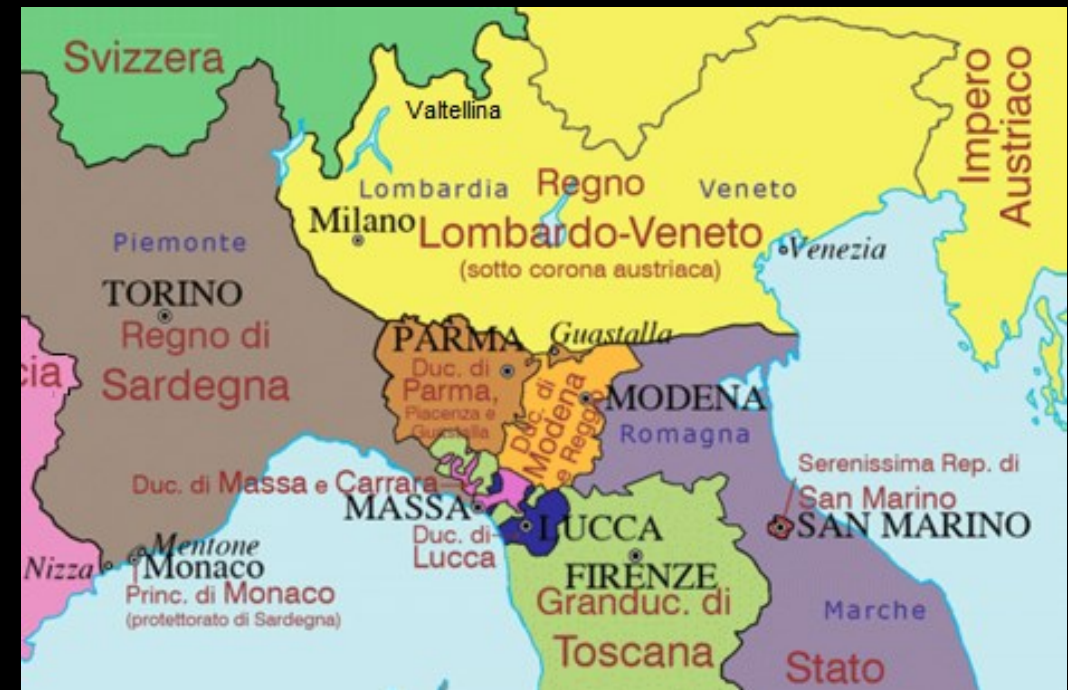 Svizzera
Valtellina
Impero
Austriaco
Lombardia
Regno
Veneto
Milano
Lombardo-Veneto
(sotto corona austriaca)
Venezia
Piemonte
TORINO
Regno di
Sardegna
cia
PARMA
Guastalla
Duc. di
Parma,
Piacenza e
Guastalla
Duc. di
Modena
e Reggio
MODENA
Romagna
Duc. di Massa e Carrara
MASSA
Serenissima Rep. di
San Marino
SAN MARINO
Duc. di
Lucca
LUCCA
FIRENZE
Granduc. di
Toscana
Mentone
Nizza
Monaco
Princ. di Monaco
(protettorato di Sardegna)
Marche
Stato